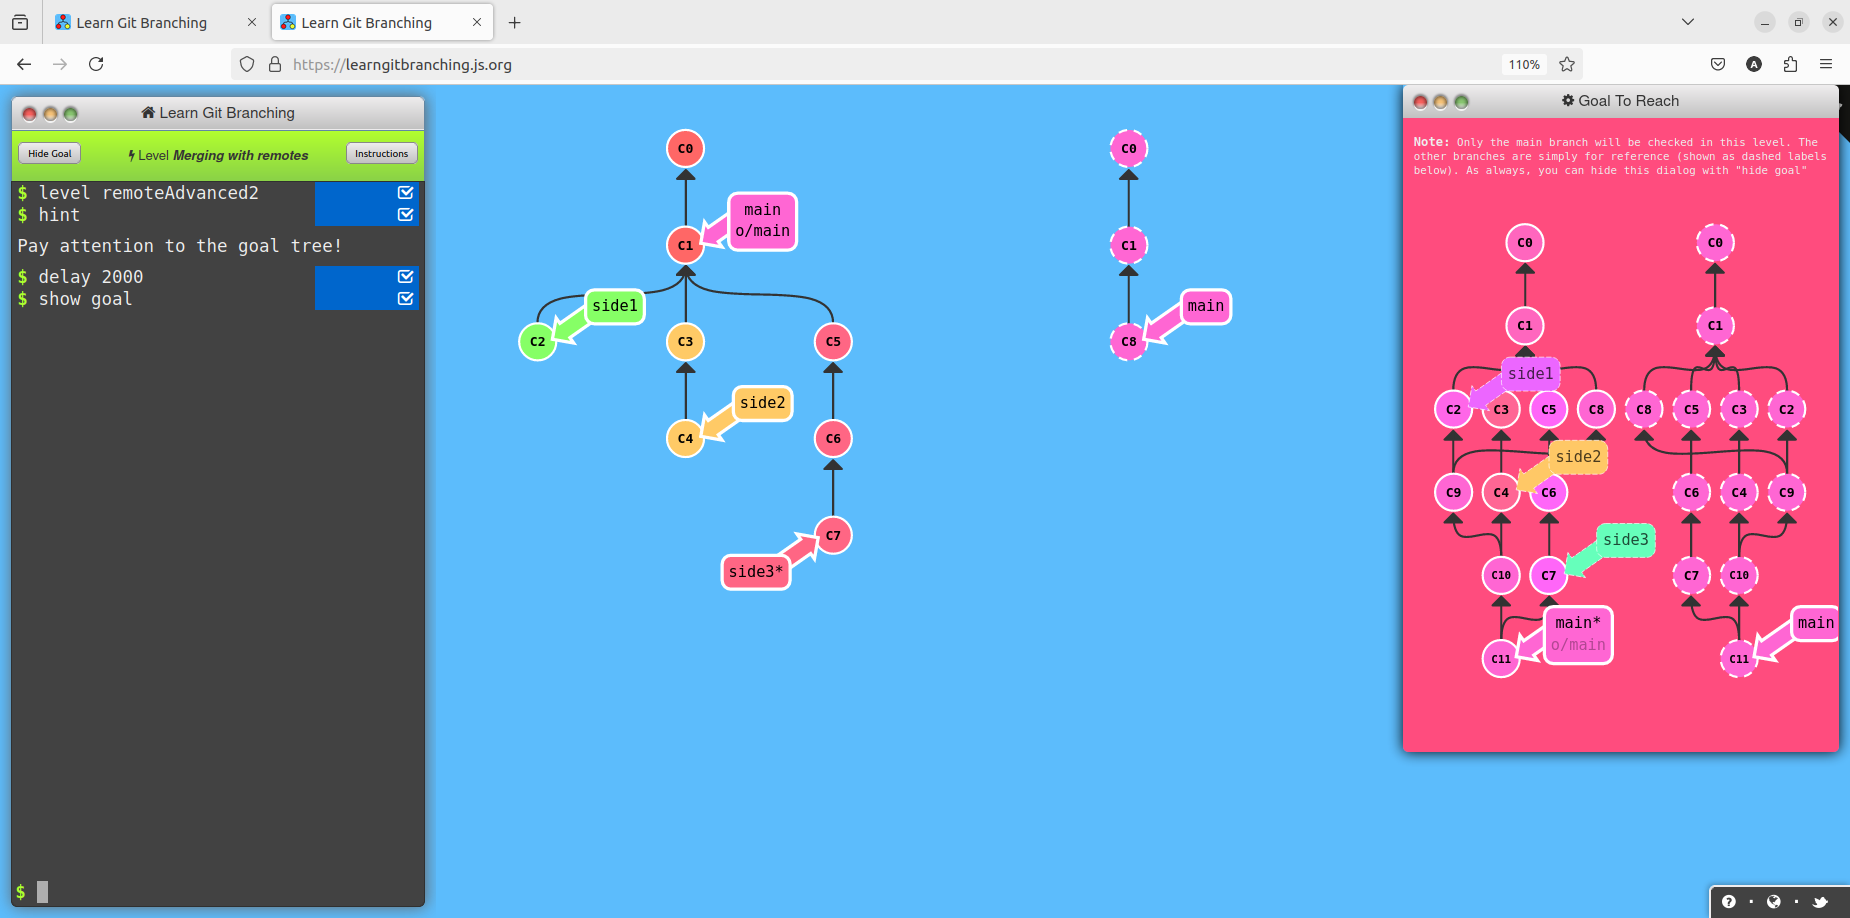 Learn Git Branching
Learn Git Branching
https://learngitbranching.js.org
110%
A
Learn Git Branching
Hide Goal
Level Merging with remotes
Instructions
$ level remoteAdvanced2
$ hint
Pay attention to the goal tree!
$ delay 2000
$ show goal
$
C0
main
o/main
C1
side1
C2
C3
C5
side2
C4
C6
C7
side3*
C0
C1
main
C8
Goal To Reach
Note: Only the main branch will be checked in this level. The
other branches are simply for reference (shown as dashed labels
below). As always, you can hide this dialog with "hide goal"
C0
C0
C1
C1
side1
C2
C3
C5
C8
C8
C5
C3
C2
side2
C9
C4
C6
C6
C4
C9
side3
C10
C7
C7
C10
main*
o/main
main
C11
C11